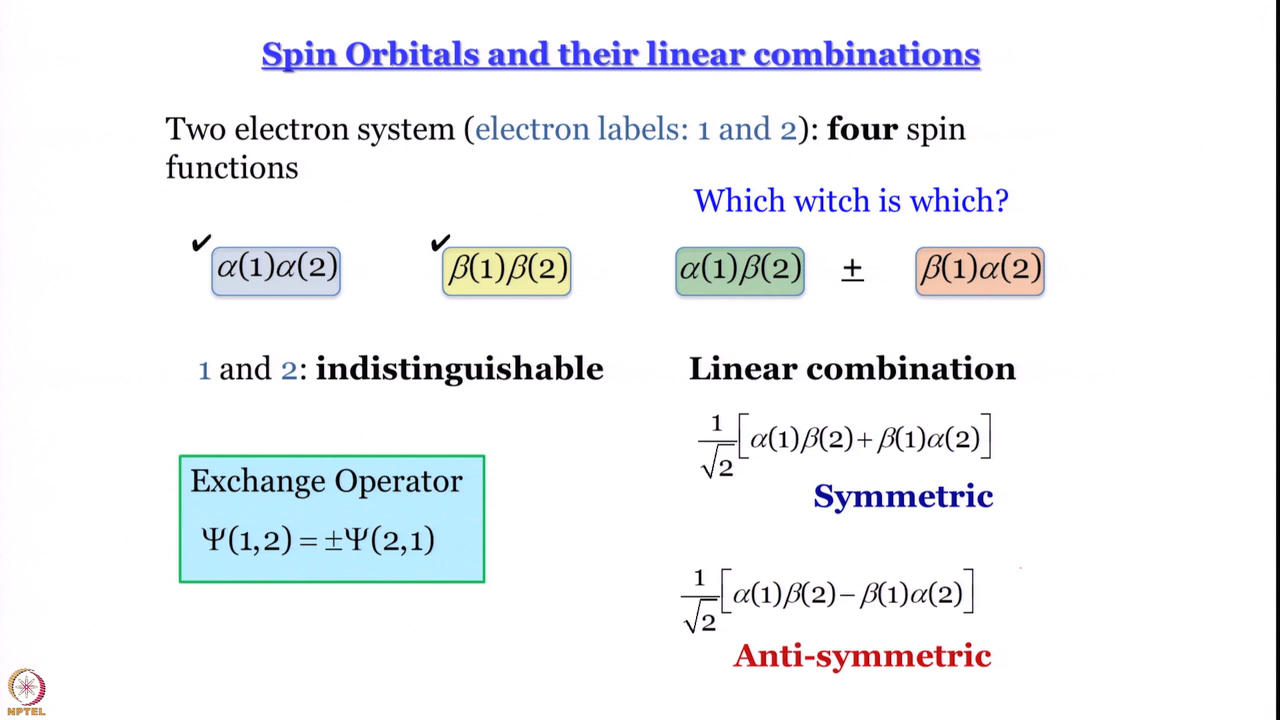 Spin Orbitals and their linear combinations
Two electron system (electron labels: 1 and 2): four spin
functions
Which witch is which?
✔ α(1)α(2) ✔ β(1)β(2) α(1)β(2) ± β(1)α(2)
1 and 2: indistinguishable
Linear combination
1/√2 [α(1)β(2)+β(1)α(2)]
Symmetric
Exchange Operator
Ψ(1,2) = ±Ψ(2,1)
1/√2 [α(1)β(2)−β(1)α(2)]
Anti-symmetric
NPTEL